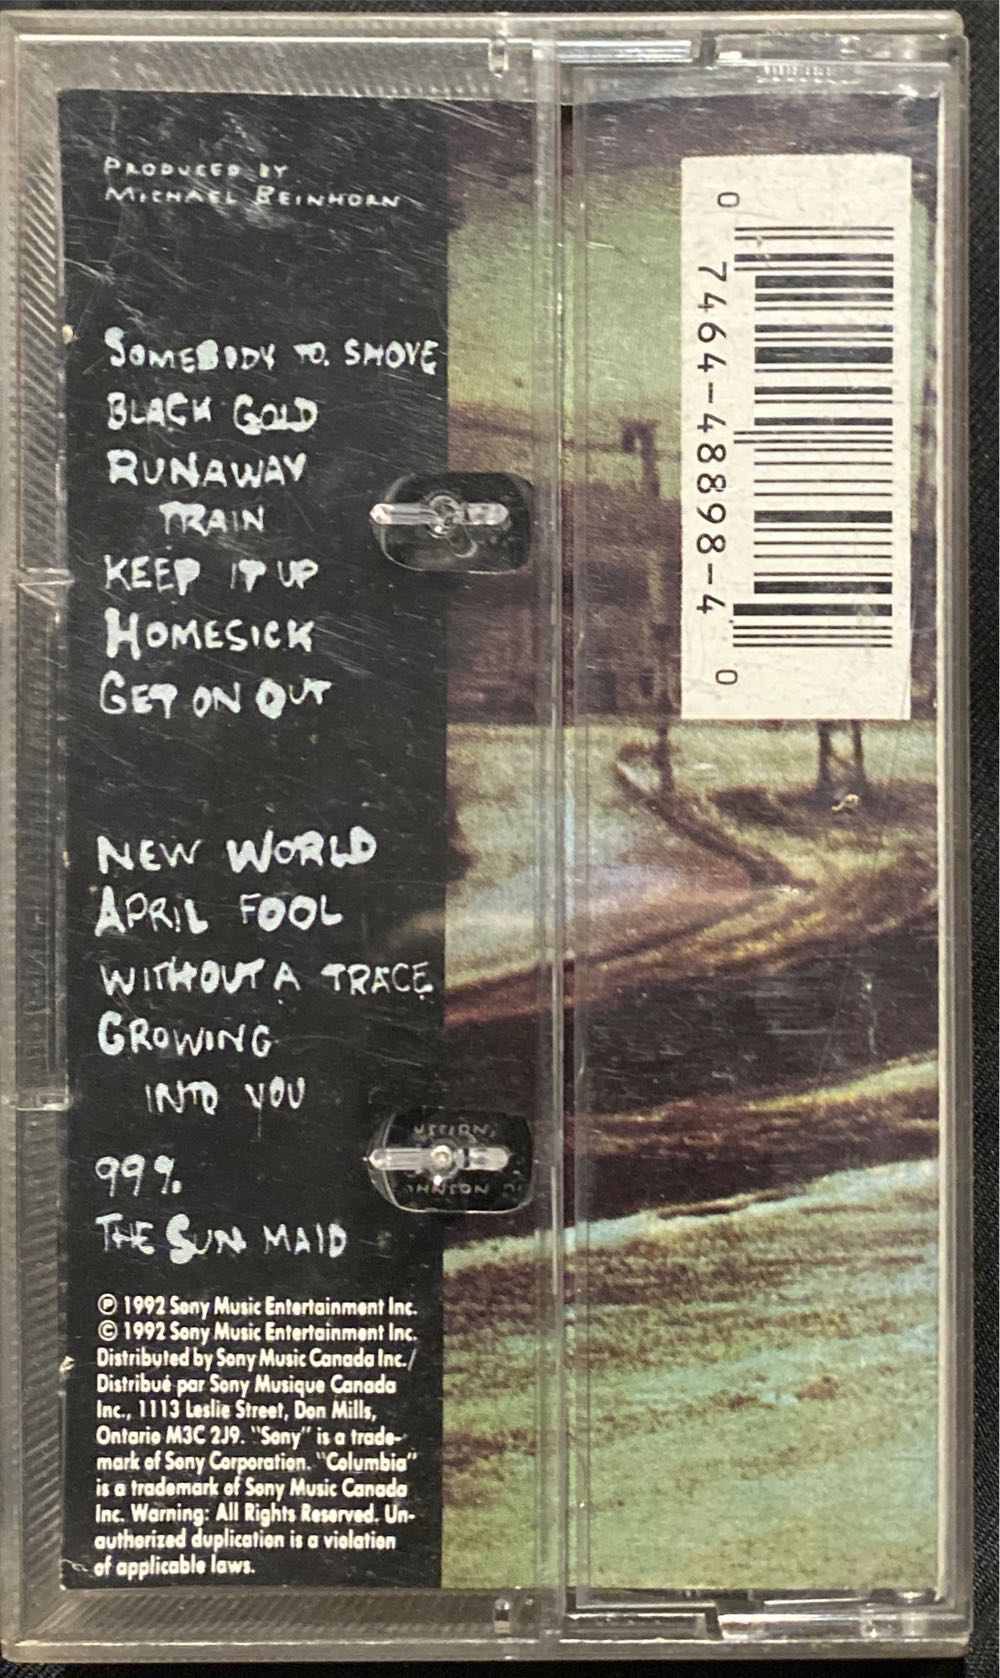 PRODUCED BY
MICHAEL BEINHORN
SOMEBODY TO SHOVE
BLACK GOLD
RUNAWAY
TRAIN
KEEP IT UP
HOMESICK
GET ON OUT
NEW WORLD
APRIL FOOL
WITHOUT A TRACE
GROWING
INTO YOU
99%
THE SUN MAID
℗ 1992 Sony Music Entertainment Inc.
© 1992 Sony Music Entertainment Inc.
Distributed by Sony Music Canada Inc./
Distribué par Sony Musique Canada
Inc., 1113 Leslie Street, Don Mills,
Ontario M3C 2J9. "Sony" is a trade-
mark of Sony Corporation. "Columbia"
is a trademark of Sony Music Canada
Inc. Warning: All Rights Reserved. Un-
authorized duplication is a violation
of applicable laws.
0 7464-48898-4 0